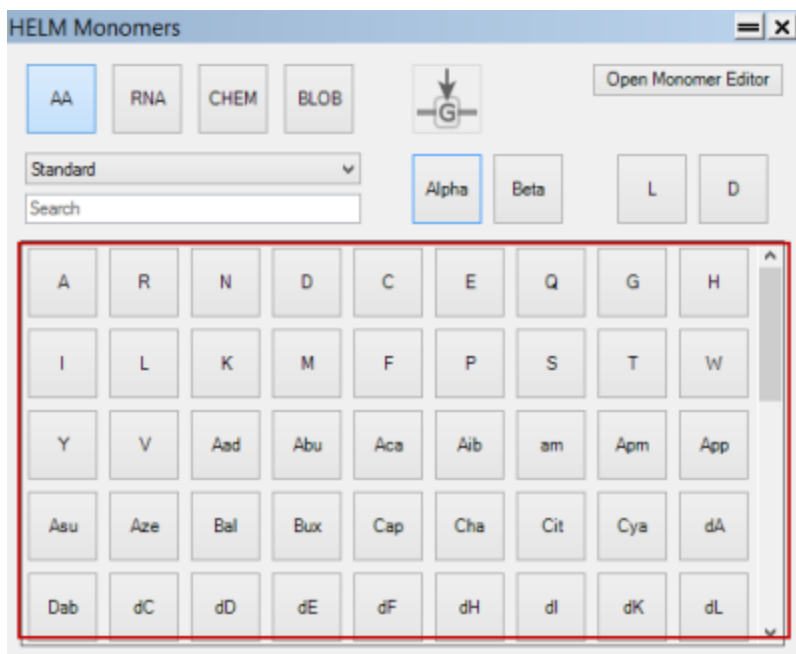 HELM Monomers
AA RNA CHEM BLOB G Open Monomer Editor
Standard
Alpha Beta L D
Search
A R N D C E Q G H
I L K M F P S T W
Y V Aad Abu Aca Aib am Apm App
Asu Aze Bal Bux Cap Cha Cit Cya dA
Dab dC dD dE dF dH dI dK dL